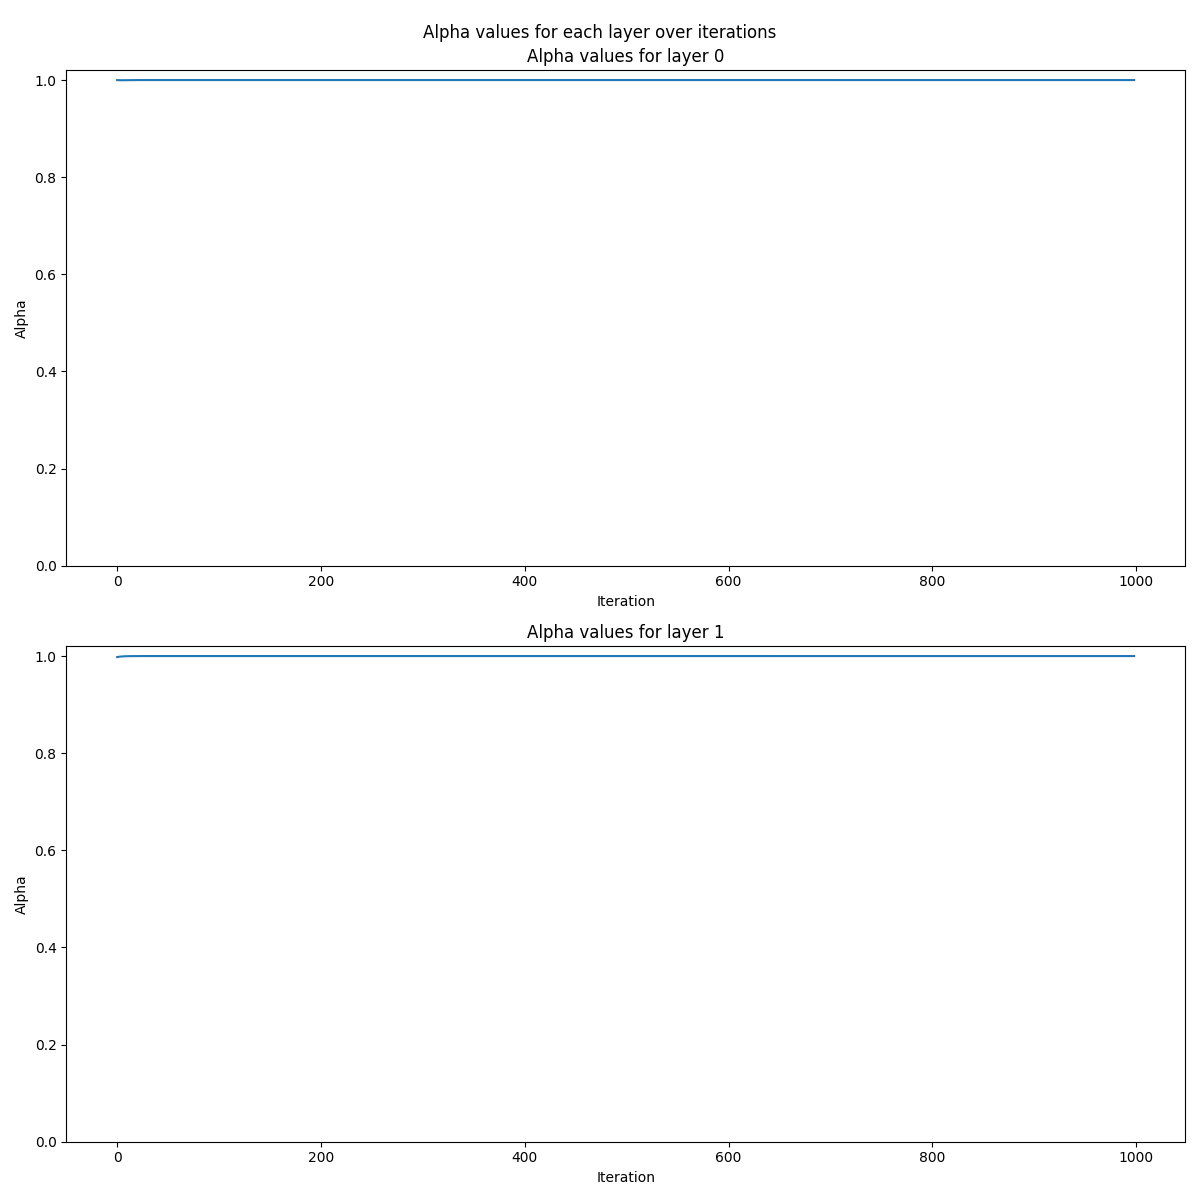 Alpha values for each layer over iterations
Alpha values for layer 0
1.0
0.8
0.6
0.4
0.2
0.0
Alpha
0 200 400 600 800 1000
Iteration
Alpha values for layer 1
1.0
0.8
0.6
0.4
0.2
0.0
Alpha
0 200 400 600 800 1000
Iteration